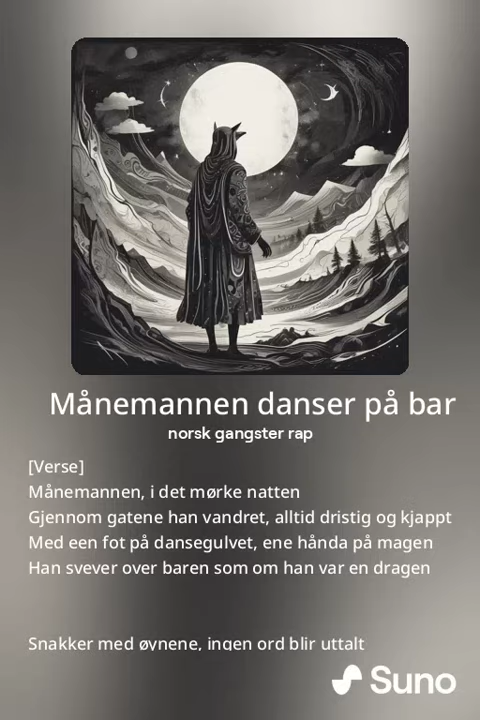 Månemannen danser på bar
norsk gangster rap
[Verse]
Månemannen, i det mørke natten
Gjennom gatene han vandret, alltid dristig og kjappt
Med een fot på dansegulvet, ene hånda på magen
Han svever over baren som om han var en dragen
Snakker med øynene, ingen ord blir uttalt
Suno